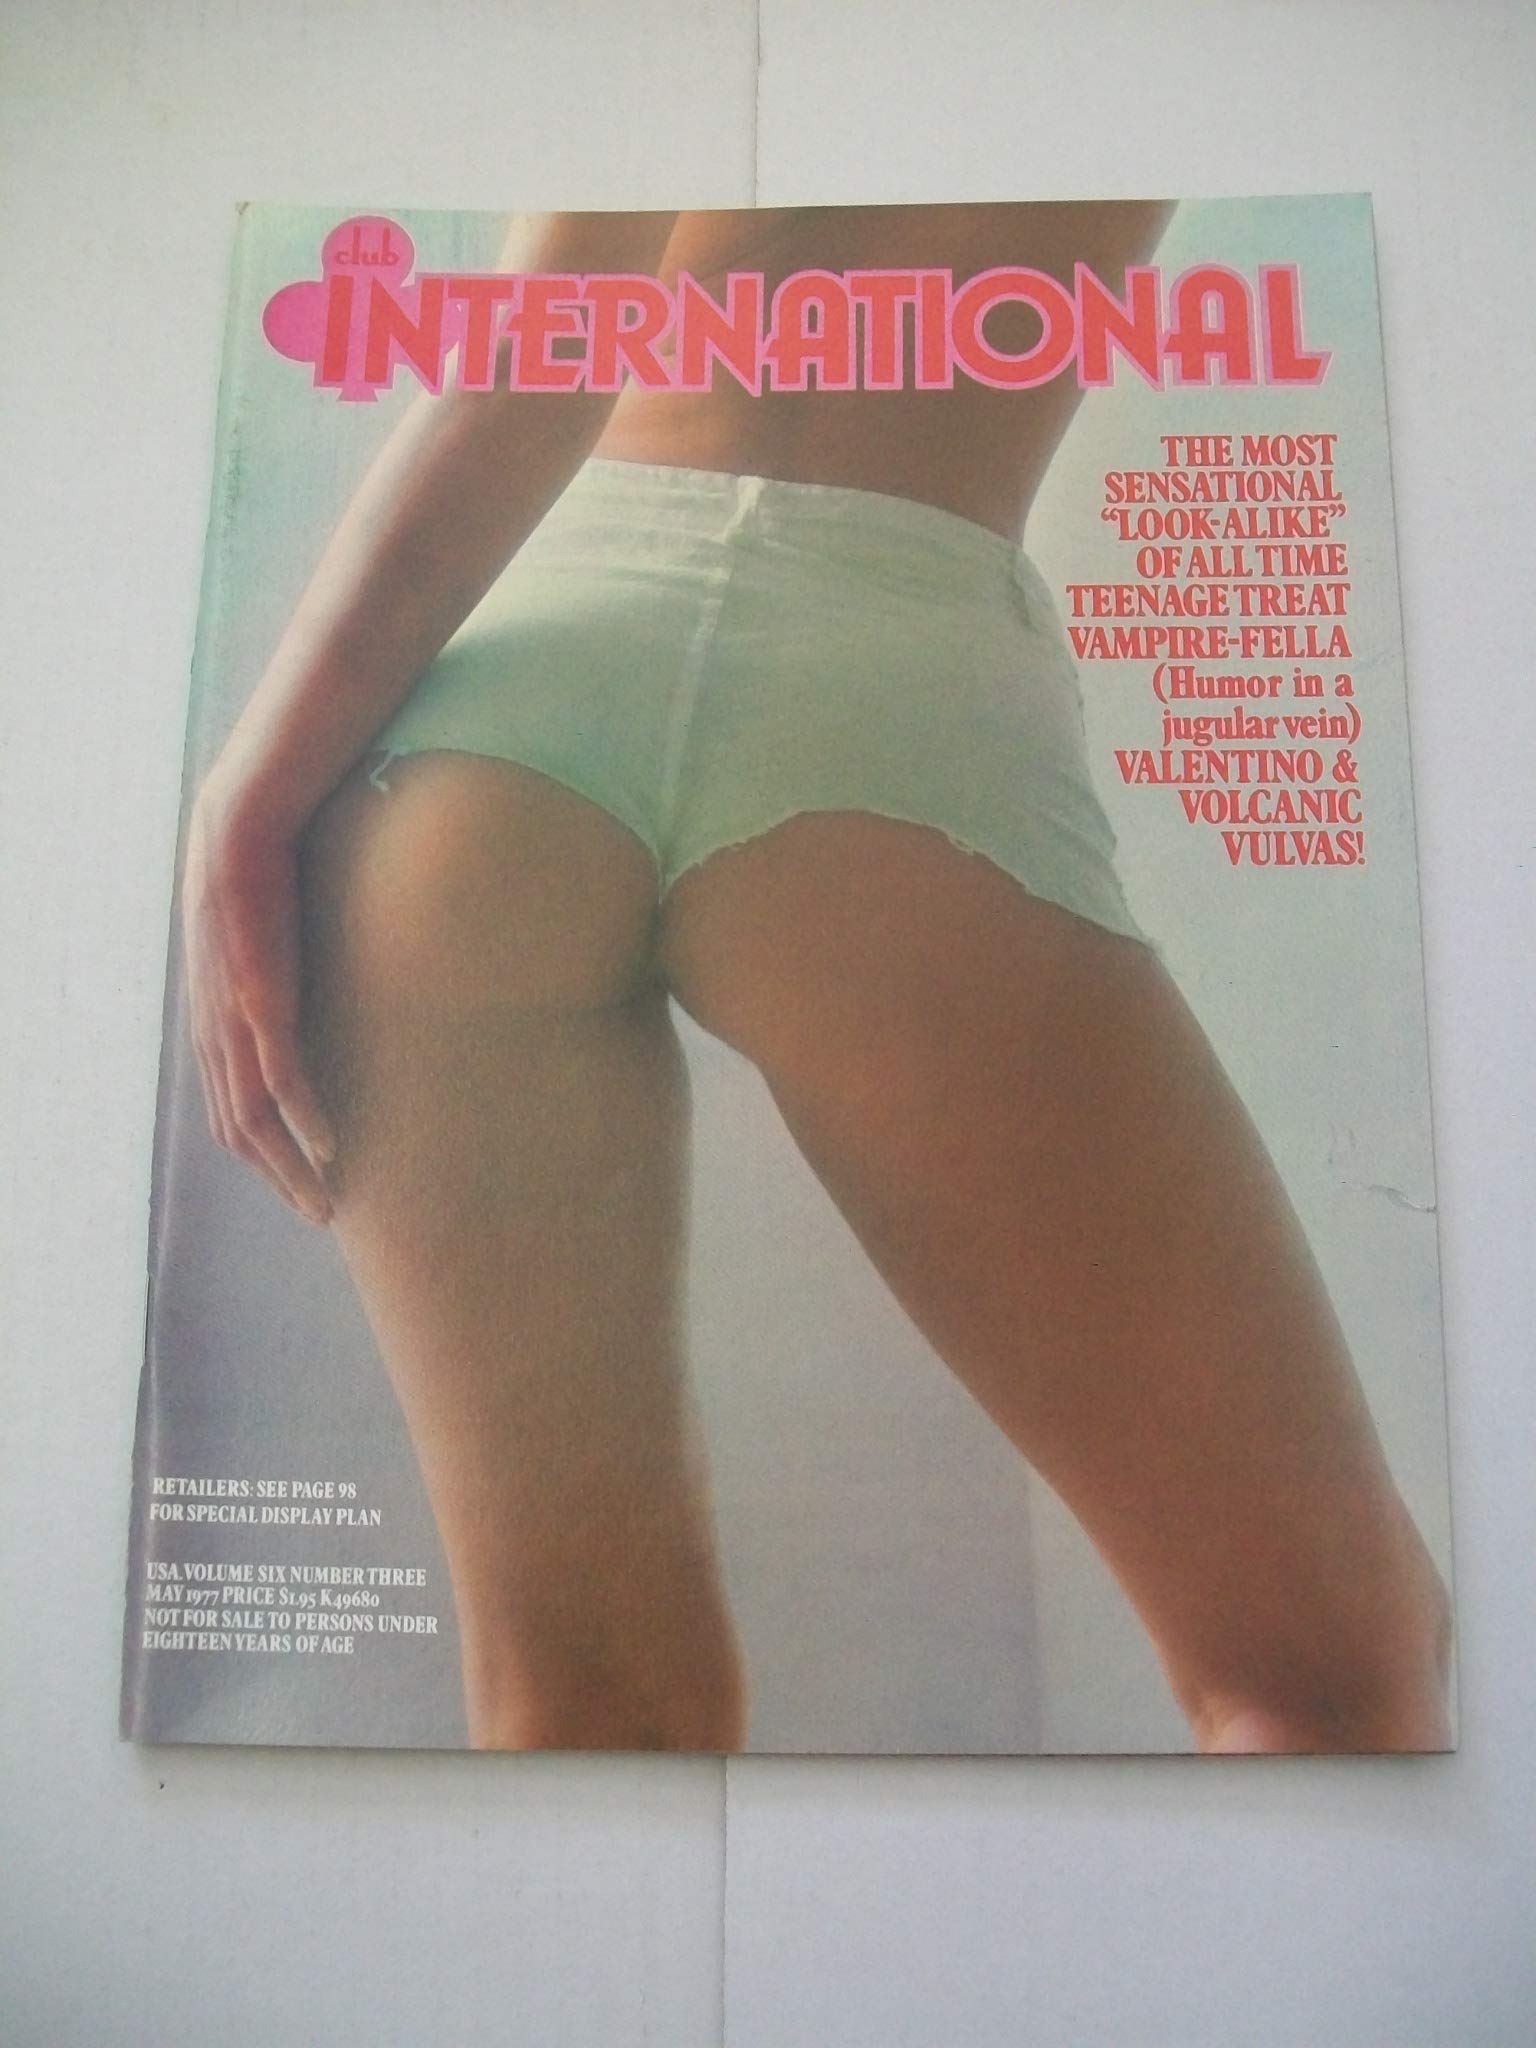 club
INTERNATIONAL
THE MOST
SENSATIONAL
“LOOK-ALIKE”
OF ALL TIME
TEENAGE TREAT
VAMPIRE-FELLA
(Humor in a
jugular vein)
VALENTINO &
VOLCANIC
VULVAS!
RETAILERS: SEE PAGE 98
FOR SPECIAL DISPLAY PLAN
USA. VOLUME SIX NUMBER THREE
MAY 1977 PRICE $1.95 K49680
NOT FOR SALE TO PERSONS UNDER
EIGHTEEN YEARS OF AGE